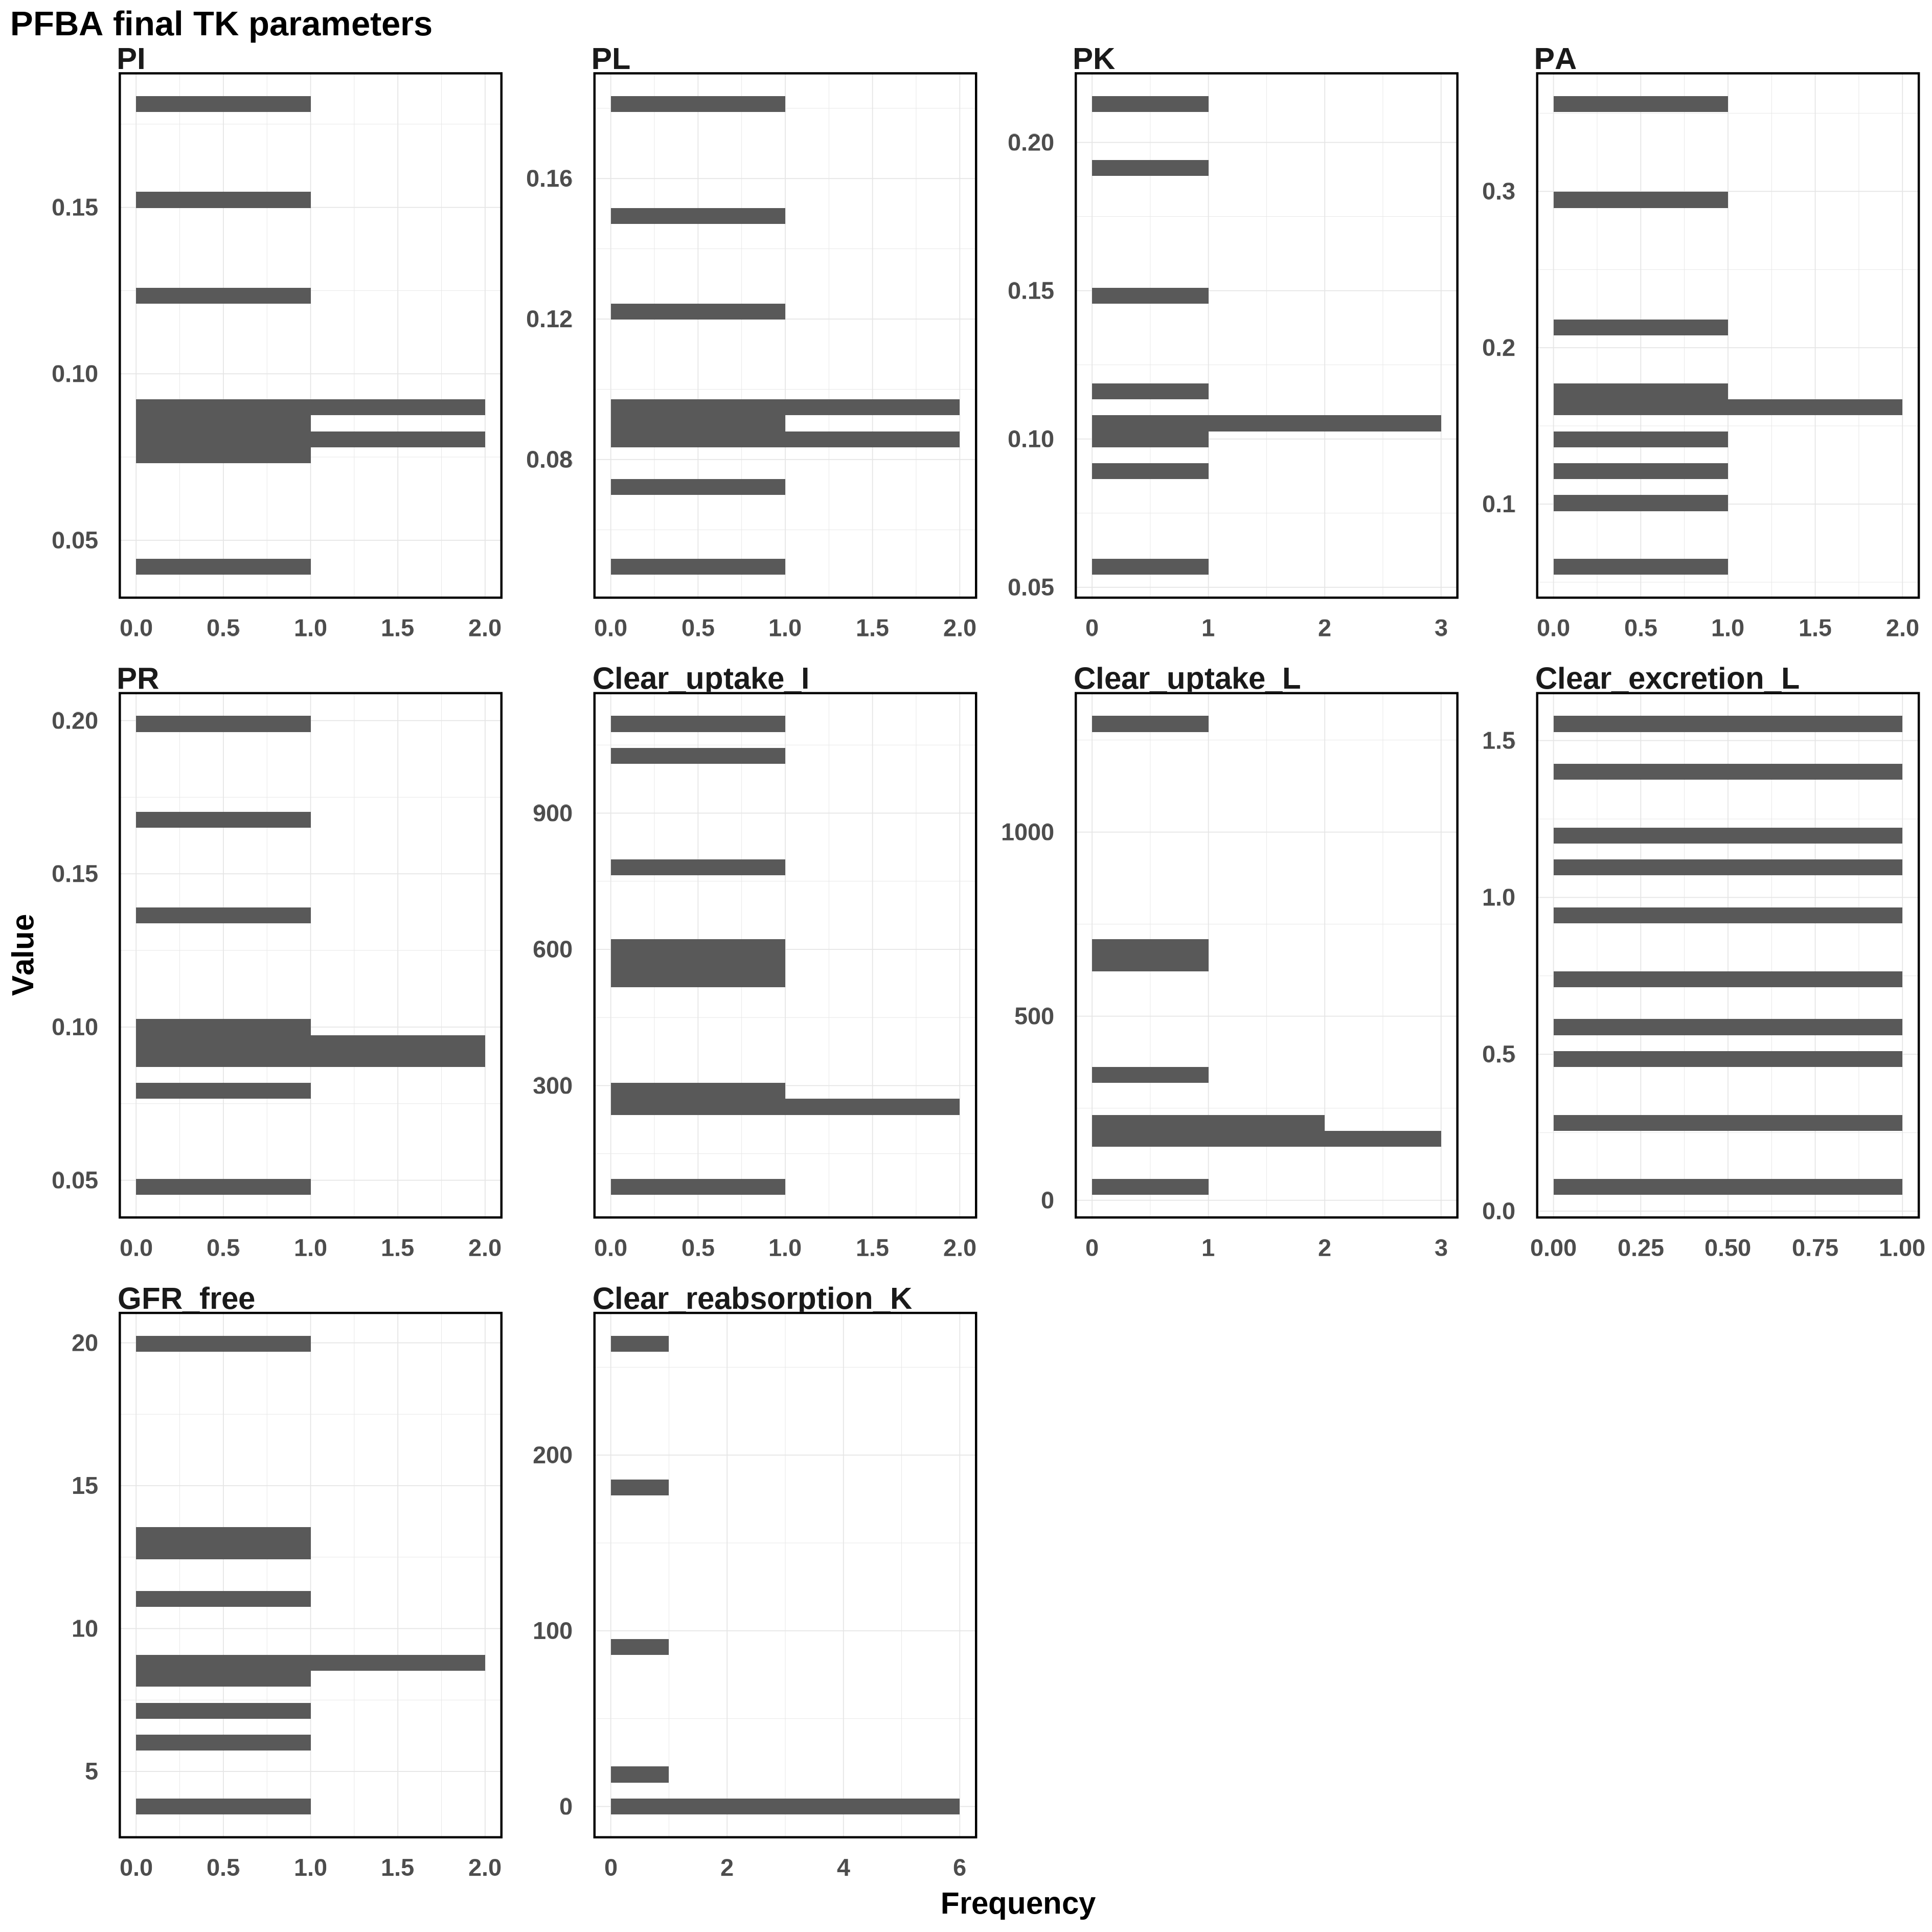 PFBA final TK parameters
PI
PL
PK
PA
0.15
0.10
0.05
0.0 0.5 1.0 1.5 2.0
0.16
0.12
0.08
0.0 0.5 1.0 1.5 2.0
0.20
0.15
0.10
0.05
0 1 2 3
0.3
0.2
0.1
0.0 0.5 1.0 1.5 2.0
PR
Clear_uptake_I
Clear_uptake_L
Clear_excretion_L
Value
0.20
0.15
0.10
0.05
0.0 0.5 1.0 1.5 2.0
900
600
300
0.0 0.5 1.0 1.5 2.0
1000
500
0
0 1 2 3
1.5
1.0
0.5
0.0
0.00 0.25 0.50 0.75 1.00
GFR_free
Clear_reabsorption_K
20
15
10
5
0.0 0.5 1.0 1.5 2.0
200
100
0
0 2 4 6
Frequency